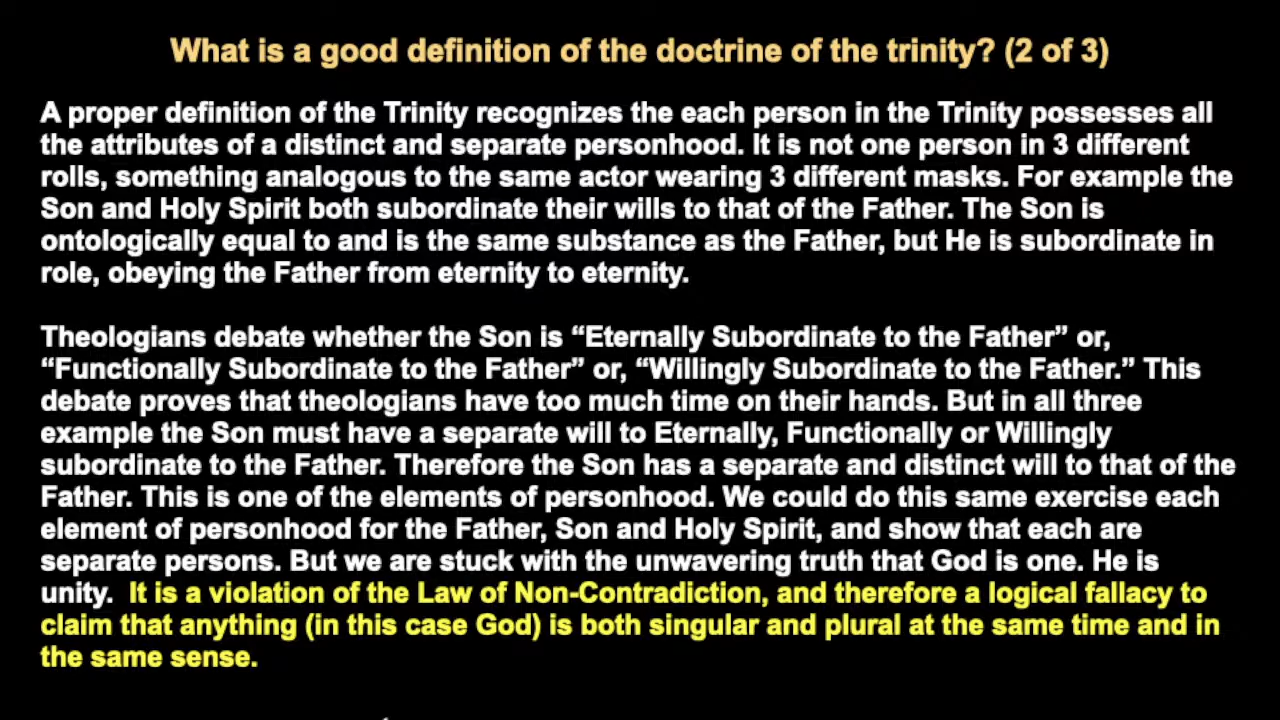 What is a good definition of the doctrine of the trinity? (2 of 3)
A proper definition of the Trinity recognizes the each person in the Trinity possesses all
the attributes of a distinct and separate personhood. It is not one person in 3 different
rolls, something analogous to the same actor wearing 3 different masks. For example the
Son and Holy Spirit both subordinate their wills to that of the Father. The Son is
ontologically equal to and is the same substance as the Father, but He is subordinate in
role, obeying the Father from eternity to eternity.
Theologians debate whether the Son is “Eternally Subordinate to the Father” or,
“Functionally Subordinate to the Father” or, “Willingly Subordinate to the Father.” This
debate proves that theologians have too much time on their hands. But in all three
example the Son must have a separate will to Eternally, Functionally or Willingly
subordinate to the Father. Therefore the Son has a separate and distinct will to that of the
Father. This is one of the elements of personhood. We could do this same exercise each
element of personhood for the Father, Son and Holy Spirit, and show that each are
separate persons. But we are stuck with the unwavering truth that God is one. He is
unity. It is a violation of the Law of Non-Contradiction, and therefore a logical fallacy to
claim that anything (in this case God) is both singular and plural at the same time and in
the same sense.